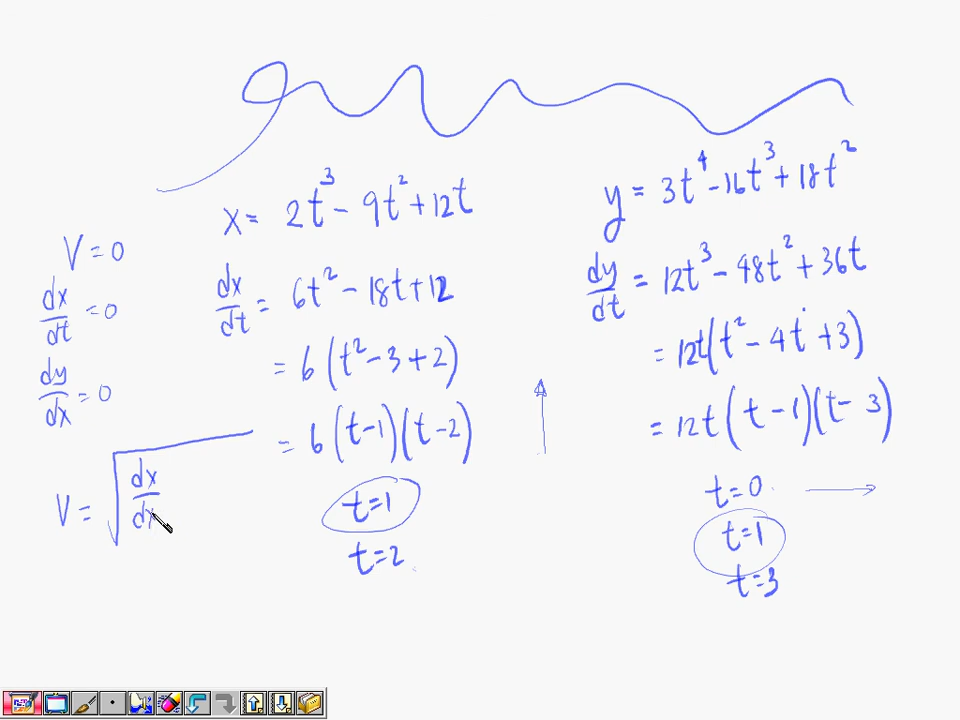 x = 2t³ - 9t² + 12t
dx/dt = 6t² - 18t + 12
= 6(t² - 3 + 2)
= 6(t-1)(t-2)
t=1
t=2
y = 3t⁴ - 16t³ + 18t²
dy/dt = 12t³ - 48t² + 36t
= 12t(t² - 4t + 3)
= 12t(t-1)(t-3)
t=0
t=1
t=3
V = 0
dx/dt = 0
dy/dx = 0
V = √dx/dx